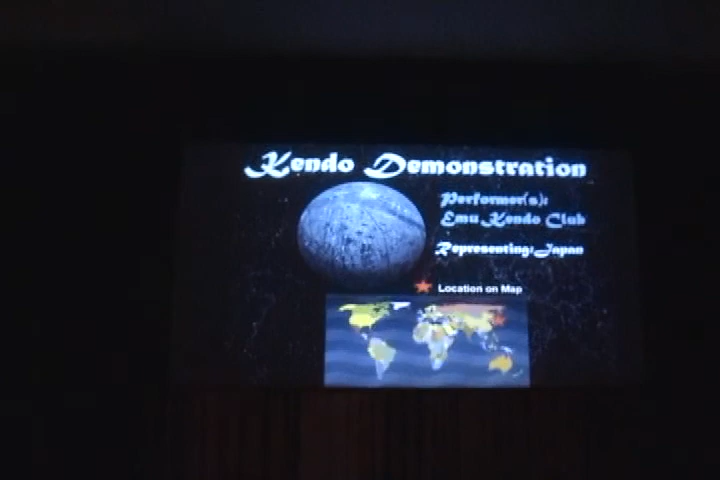 Kendo Demonstration
Performer(s):
Emu Kendo Club
Representing: Japan
Location on Map